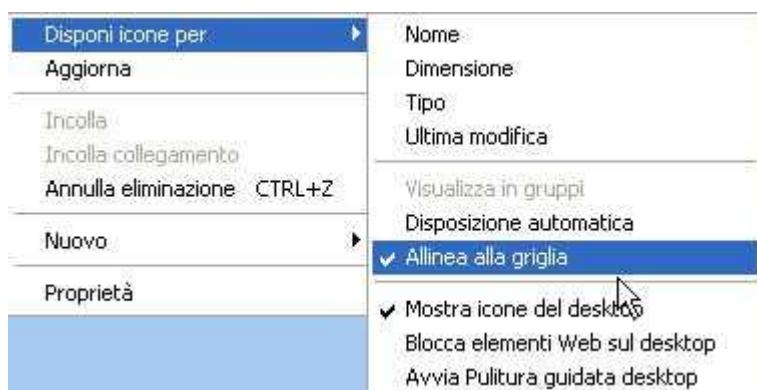 Disponi icone per
Aggiorna
Incolla
Incolla collegamento
Annulla eliminazione CTRL+Z
Nuovo
Proprietà
Nome
Dimensione
Tipo
Ultima modifica
Visualizza in gruppi
Disposizione automatica
Allinea alla griglia
Mostra icone del desktop
Blocca elementi Web sul desktop
Avvia Pulitura guidata desktop